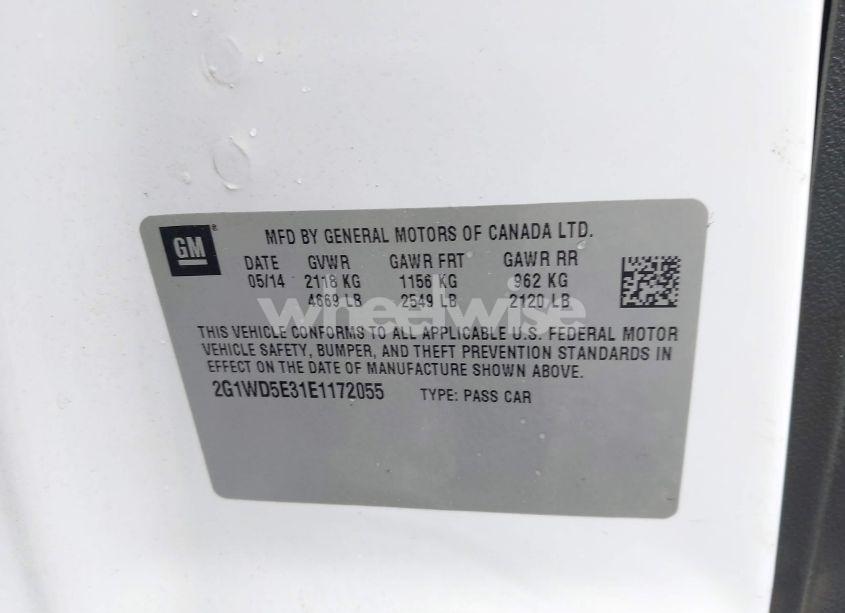 GM ®
MFD BY GENERAL MOTORS OF CANADA LTD.
DATE GVWR GAWR FRT GAWR RR
05/14 2118 KG 1156 KG 962 KG
4669 LB 2549 LB 2120 LB
wheelwise
THIS VEHICLE CONFORMS TO ALL APPLICABLE U.S. FEDERAL MOTOR
VEHICLE SAFETY, BUMPER, AND THEFT PREVENTION STANDARDS IN
EFFECT ON THE DATE OF MANUFACTURE SHOWN ABOVE.
2G1WD5E31E1172055 TYPE: PASS CAR